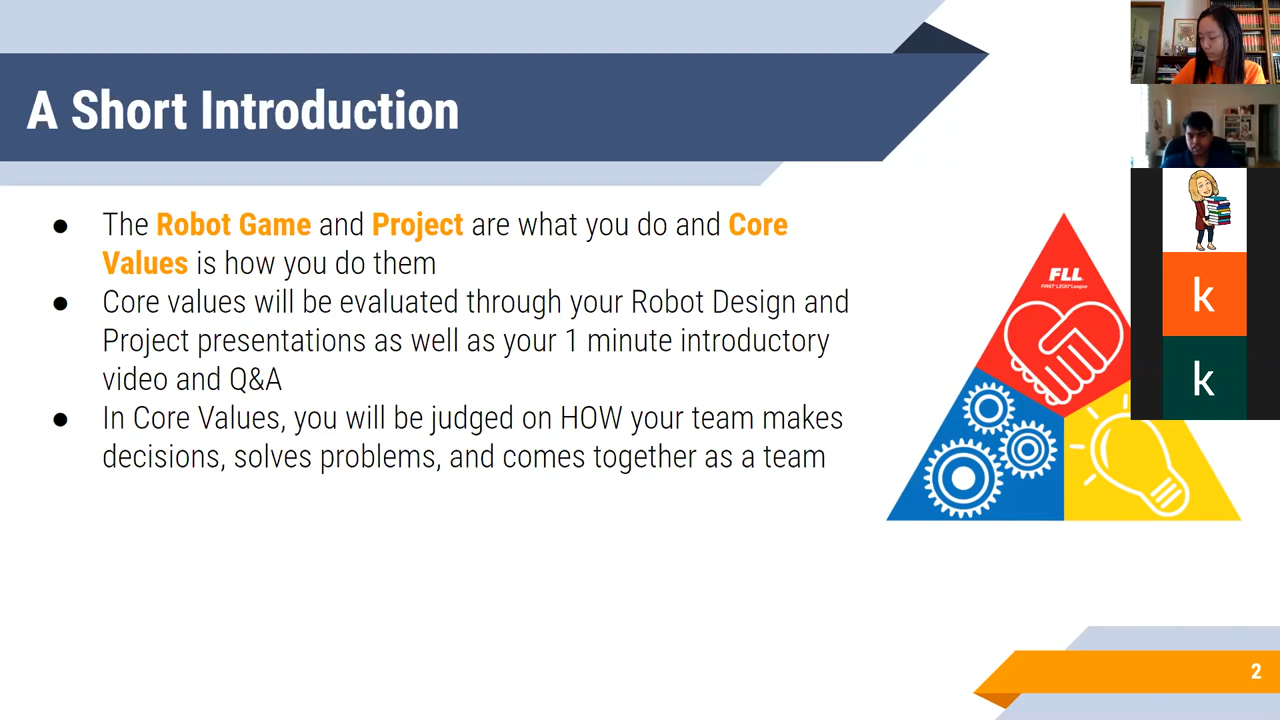 A Short Introduction
● The Robot Game and Project are what you do and Core
Values is how you do them
● Core values will be evaluated through your Robot Design and
Project presentations as well as your 1 minute introductory
video and Q&A
● In Core Values, you will be judged on HOW your team makes
decisions, solves problems, and comes together as a team
FLL
FIRST LEGO League
k
k
2